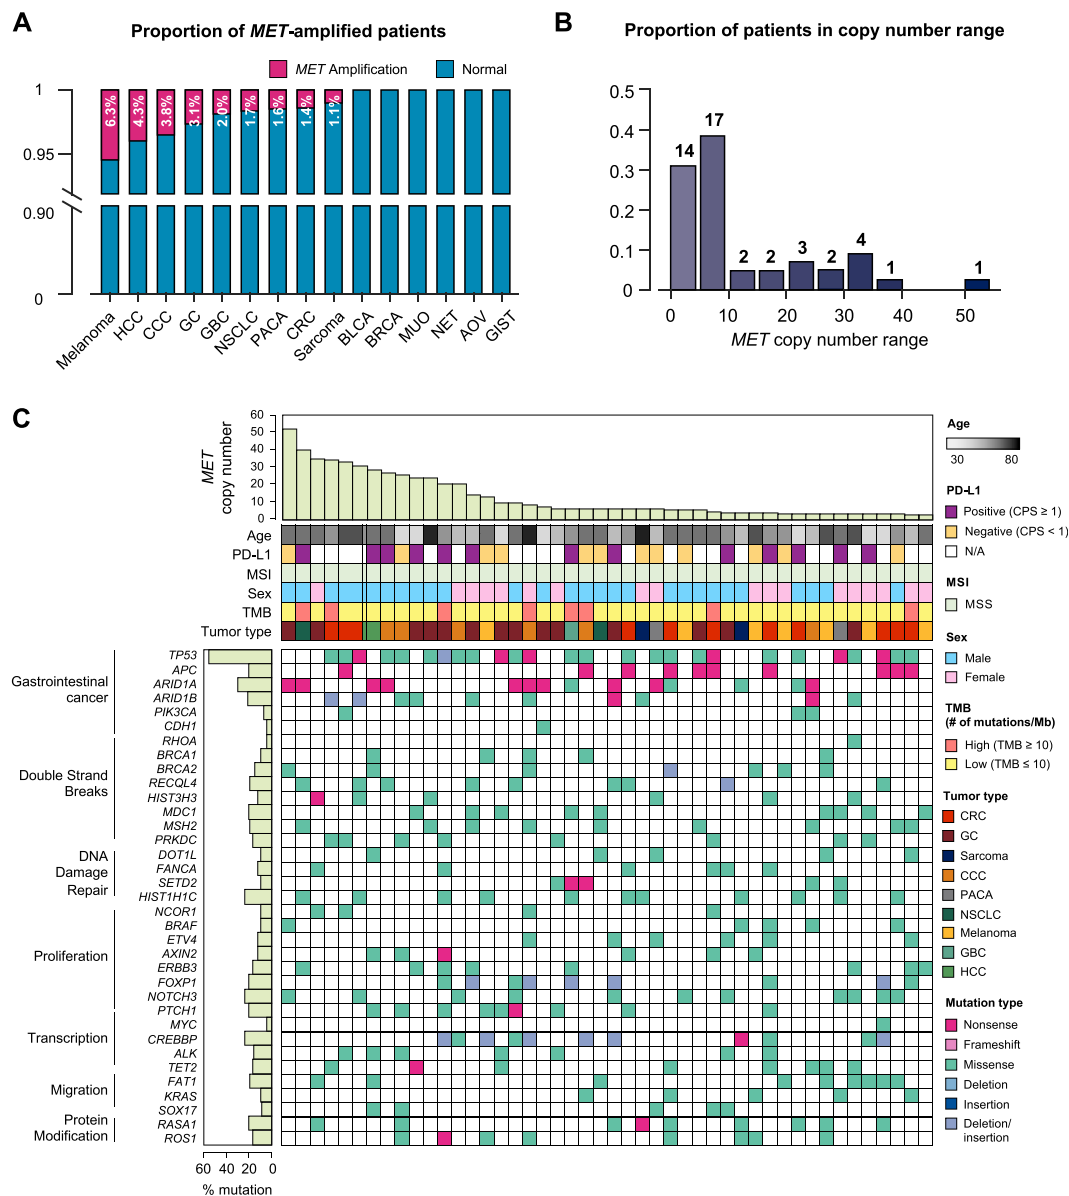 A
Proportion of MET-amplified patients
MET Amplification
Normal
1
0.95
0.90
0
6.3%
4.3%
3.8%
3.1%
2.0%
1.7%
1.6%
1.4%
1.1%
Melanoma
HCC
CCC
GC
GBC
NSCLC
PACA
CRC
Sarcoma
BLCA
BRCA
MUO
NET
AOV
GIST
B
Proportion of patients in copy number range
0.5
0.4
0.3
0.2
0.1
0
14
17
2
2
3
2
4
1
1
0
10
20
30
40
50
MET copy number range
C
MET
copy number
60
50
40
30
20
10
0
Age
PD-L1
MSI
Sex
TMB
Tumor type
Gastrointestinal
cancer
Double Strand
Breaks
DNA
Damage
Repair
Proliferation
Transcription
Migration
Protein
Modification
TP53
APC
ARID1A
ARID1B
PIK3CA
CDH1
RHOA
BRCA1
BRCA2
RECQL4
HIST3H3
MDC1
MSH2
PRKDC
DOT1L
FANCA
SETD2
HIST1H1C
NCOR1
BRAF
ETV4
AXIN2
ERBB3
FOXP1
NOTCH3
PTCH1
MYC
CREBBP
ALK
TET2
FAT1
KRAS
SOX17
RASA1
ROS1
60 40 20 0
% mutation
Age
30 80
PD-L1
Positive (CPS ≥ 1)
Negative (CPS < 1)
N/A
MSI
MSS
Sex
Male
Female
TMB
(# of mutations/Mb)
High (TMB ≥ 10)
Low (TMB ≤ 10)
Tumor type
CRC
GC
Sarcoma
CCC
PACA
NSCLC
Melanoma
GBC
HCC
Mutation type
Nonsense
Frameshift
Missense
Deletion
Insertion
Deletion/
insertion